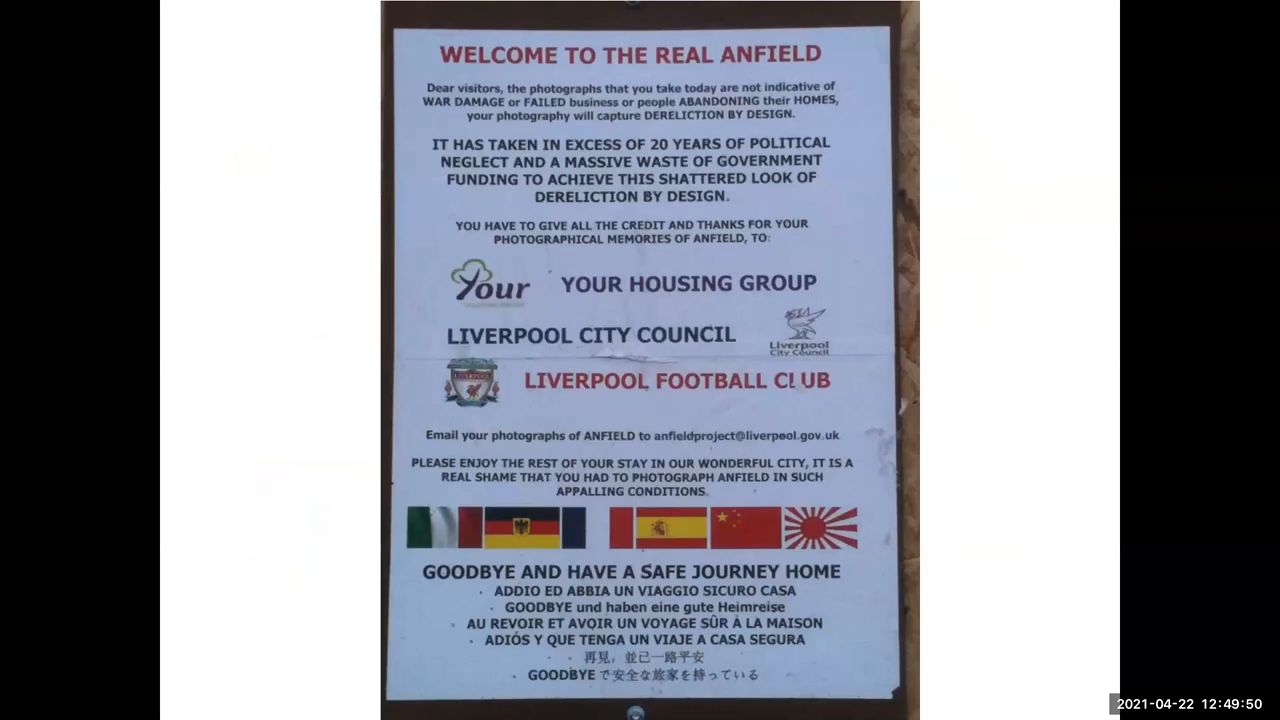 WELCOME TO THE REAL ANFIELD
Dear visitors, the photographs that you take today are not indicative of
WAR DAMAGE or FAILED business or people ABANDONING their HOMES,
your photography will capture DERELICTION BY DESIGN.
IT HAS TAKEN IN EXCESS OF 20 YEARS OF POLITICAL
NEGLECT AND A MASSIVE WASTE OF GOVERNMENT
FUNDING TO ACHIEVE THIS SHATTERED LOOK OF
DERELICTION BY DESIGN.
YOU HAVE TO GIVE ALL THE CREDIT AND THANKS FOR YOUR
PHOTOGRAPHICAL MEMORIES OF ANFIELD, TO:
Your YOUR HOUSING GROUP
LIVERPOOL CITY COUNCIL
Liverpool
City Council
LIVERPOOL FOOTBALL CLUB
Email your photographs of ANFIELD to anfieldproject@liverpool.gov.uk
PLEASE ENJOY THE REST OF YOUR STAY IN OUR WONDERFUL CITY, IT IS A
REAL SHAME THAT YOU HAD TO PHOTOGRAPH ANFIELD IN SUCH
APPALLING CONDITIONS.
GOODBYE AND HAVE A SAFE JOURNEY HOME
ADDIO ED ABBIA UN VIAGGIO SICURO CASA
GOODBYE und haben eine gute Heimreise
AU REVOIR ET AVOIR UN VOYAGE SÛR À LA MAISON
ADIÓS Y QUE TENGA UN VIAJE A CASA SEGURA
再見，並已一路平安
GOODBYE で安全な旅家を持っている
2021-04-22 12:49:50